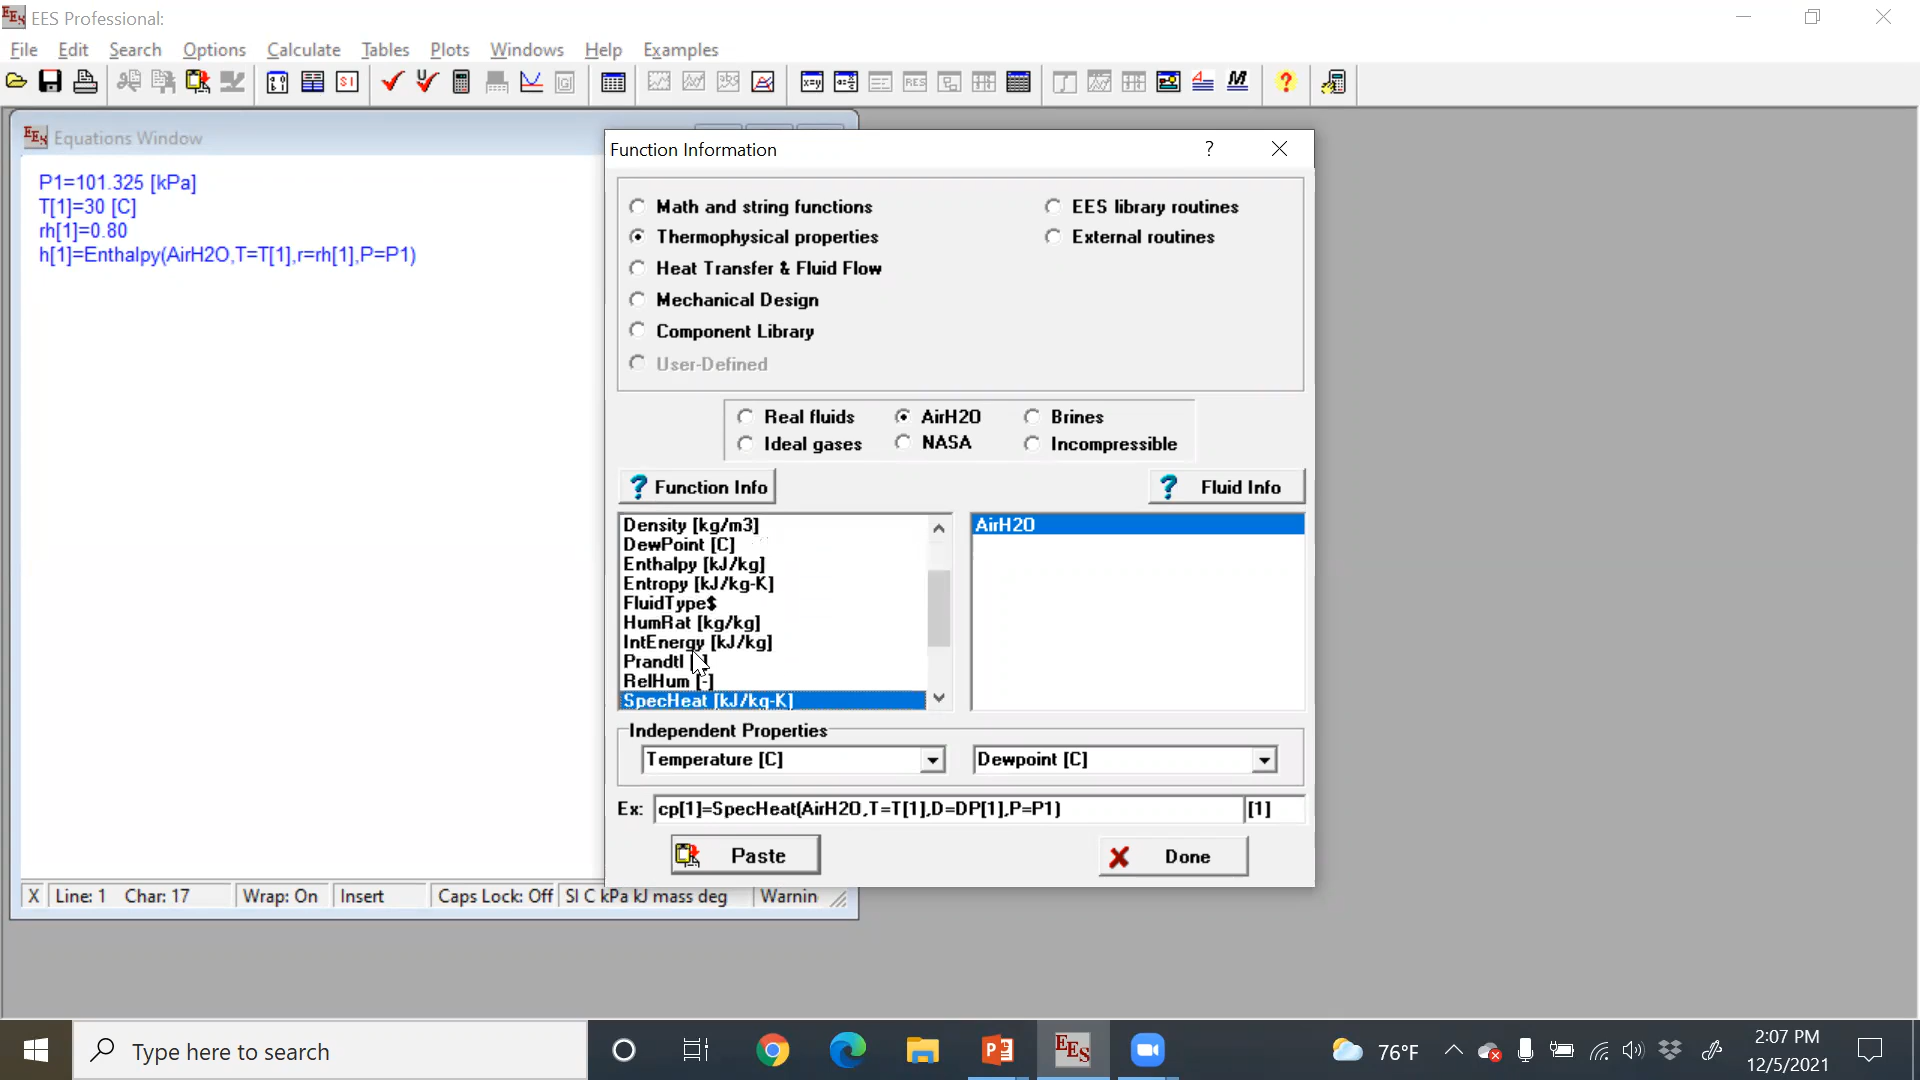 EES EES Professional:
File Edit Search Options Calculate Tables Plots Windows Help Examples
EES Equations Window
P1=101.325 [kPa]
T[1]=30 [C]
rh[1]=0.80
h[1]=Enthalpy(AirH2O,T=T[1],r=rh[1],P=P1)
X Line: 1 Char: 17 Wrap: On Insert Caps Lock: Off SI C kPa kJ mass deg Warnin
Function Information ?
Math and string functions
Thermophysical properties
Heat Transfer & Fluid Flow
Mechanical Design
Component Library
User-Defined
EES library routines
External routines
Real fluids AirH2O Brines
Ideal gases NASA Incompressible
? Function Info
? Fluid Info
Density [kg/m3]
DewPoint [C]
Enthalpy [kJ/kg]
Entropy [kJ/kg-K]
FluidType$
HumRat [kg/kg]
IntEnergy [kJ/kg]
Prandtl
RelHum [-]
SpecHeat [kJ/kg-K]
AirH2O
Independent Properties
Temperature [C] Dewpoint [C]
Ex: cp[1]=SpecHeat(AirH2O,T=T[1],D=DP[1],P=P1) [1]
Paste Done
Type here to search
EES
76°F
2:07 PM
12/5/2021